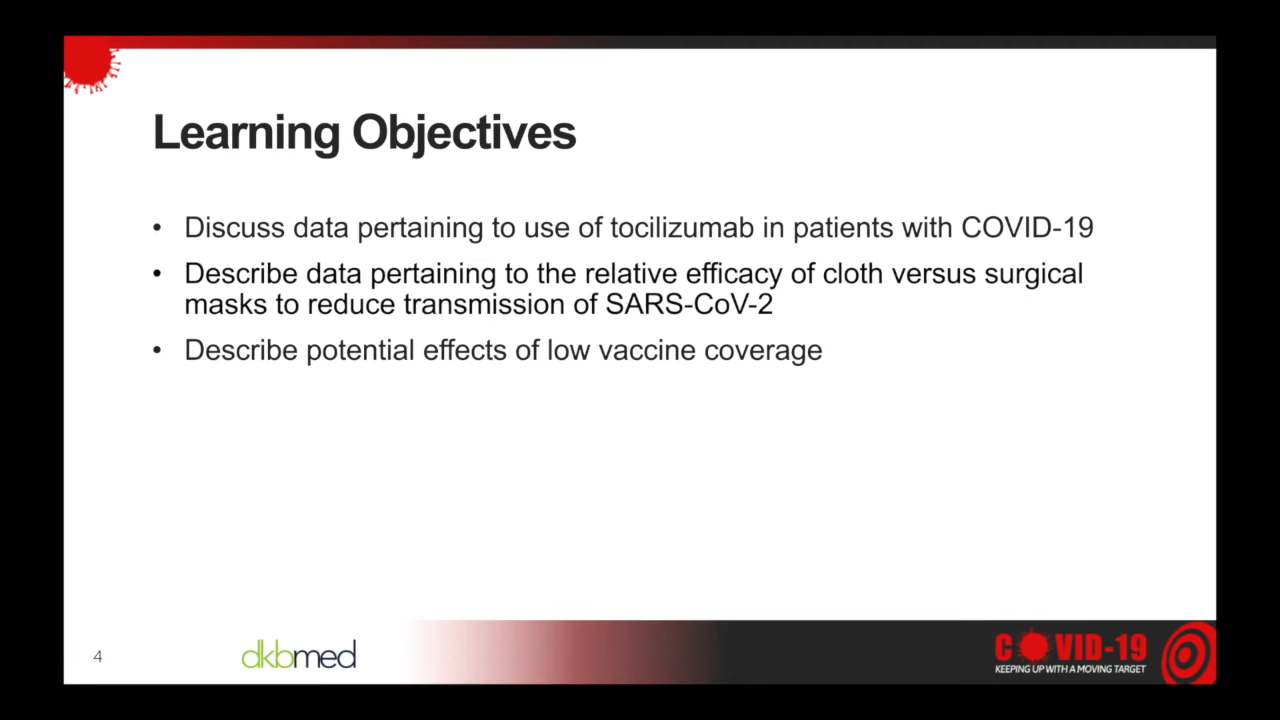 Learning Objectives
• Discuss data pertaining to use of tocilizumab in patients with COVID-19
• Describe data pertaining to the relative efficacy of cloth versus surgical
masks to reduce transmission of SARS-CoV-2
• Describe potential effects of low vaccine coverage
4
dkbmed
COVID-19
KEEPING UP WITH A MOVING TARGET